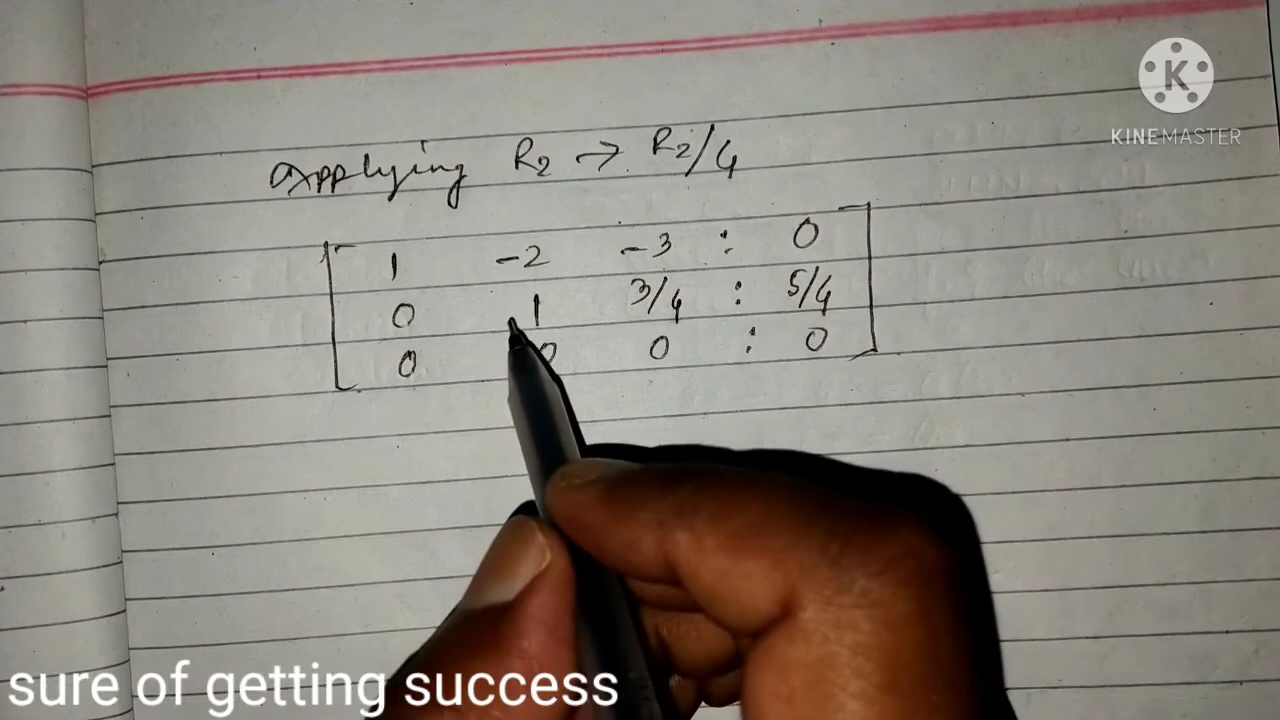 KINEMASTER
Applying R2 → R2/4
1 -2 -3 : 0
0 1 3/4 : 5/4
0 0 0 : 0
sure of getting success